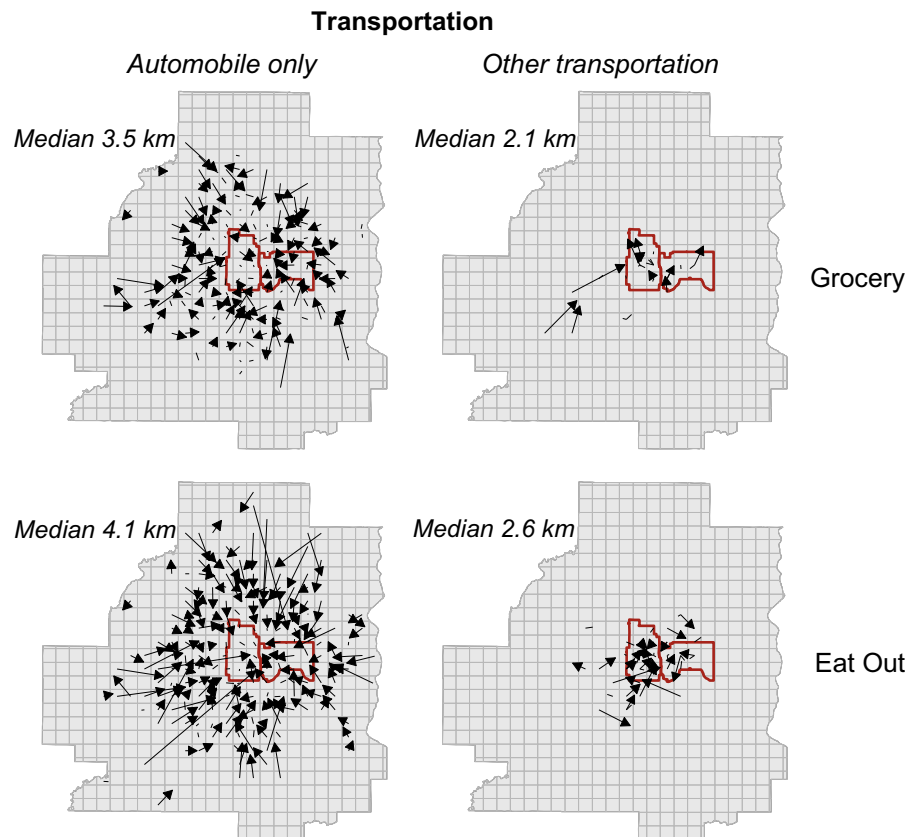 Transportation
Automobile only
Other transportation
Median 3.5 km
Median 2.1 km
Grocery
Median 4.1 km
Median 2.6 km
Eat Out